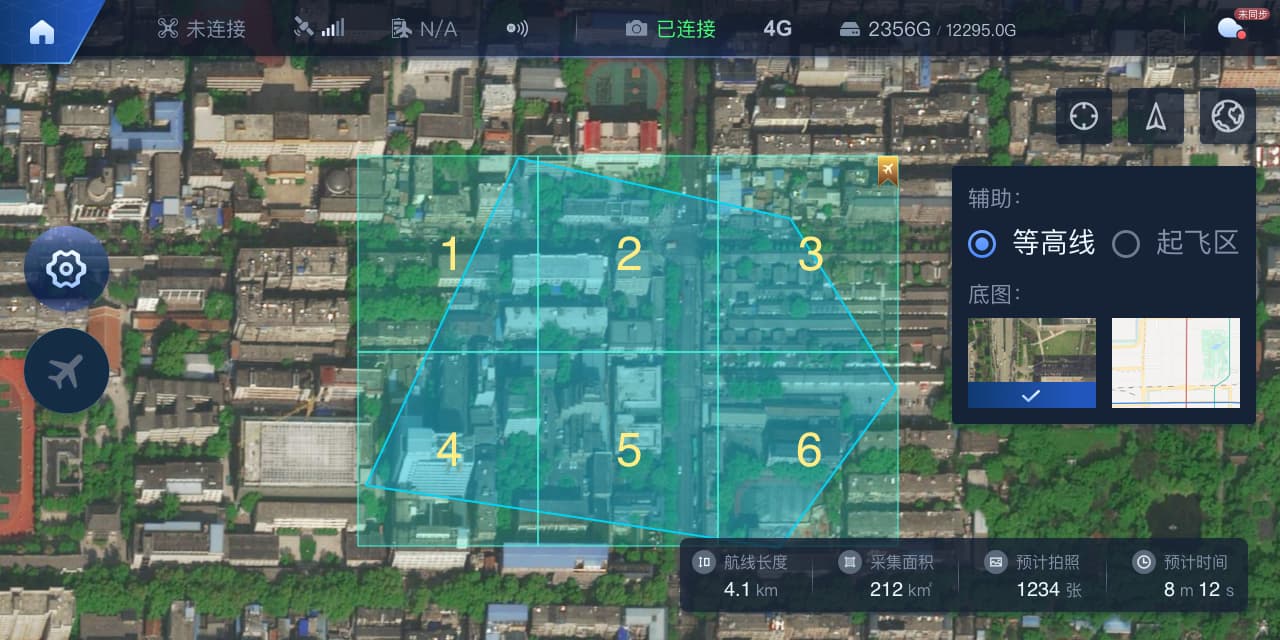 未连接
N/A
已连接
4G
2356G / 12295.0G
未同步
1
2
3
4
5
6
辅助：
等高线 起飞区
底图：
航线长度 采集面积 预计拍照 预计时间
4.1 km 212 km² 1234 张 8 m 12 s